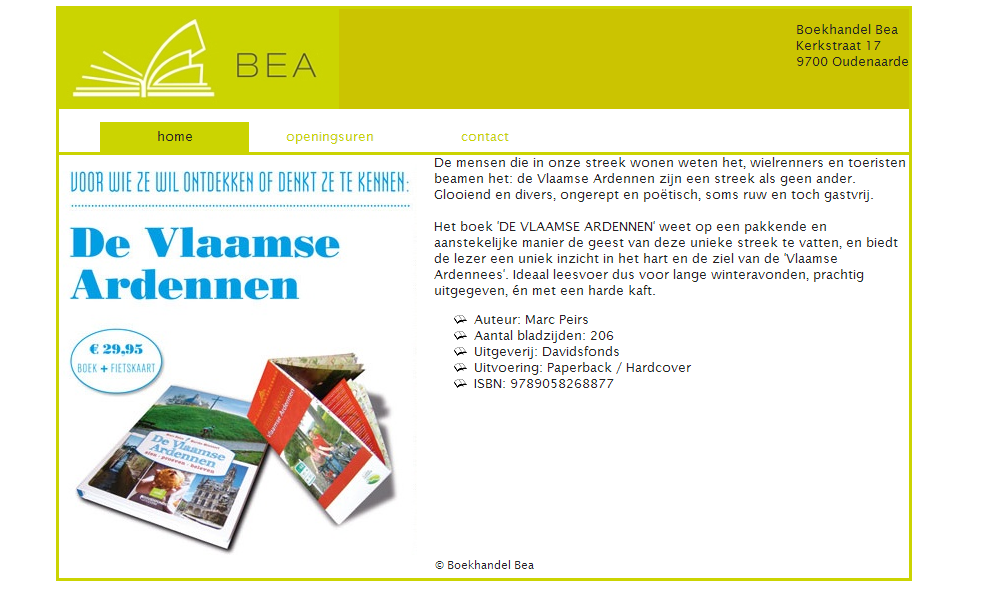 BEA
Boekhandel Bea
Kerkstraat 17
9700 Oudenaarde
home
openingsuren
contact
VOOR WIE ZE WIL ONTDEKKEN OF DENKT ZE TE KENNEN:
De Vlaamse
Ardennen
€ 29,95
BOEK + FIETSKAART
De Vlaamse
Ardennen
Vlaamse Ardennen
De mensen die in onze streek wonen weten het, wielrenners en toeristen
beamen het: de Vlaamse Ardennen zijn een streek als geen ander.
Glooiend en divers, ongerept en poëtisch, soms ruw en toch gastvrij.
Het boek 'DE VLAAMSE ARDENNEN' weet op een pakkende en
aanstekelijke manier de geest van deze unieke streek te vatten, en biedt
de lezer een uniek inzicht in het hart en de ziel van de 'Vlaamse
Ardennees'. Ideaal leesvoer dus voor lange winteravonden, prachtig
uitgegeven, én met een harde kaft.
Auteur: Marc Peirs
Aantal bladzijden: 206
Uitgeverij: Davidsfonds
Uitvoering: Paperback / Hardcover
ISBN: 9789058268877
© Boekhandel Bea